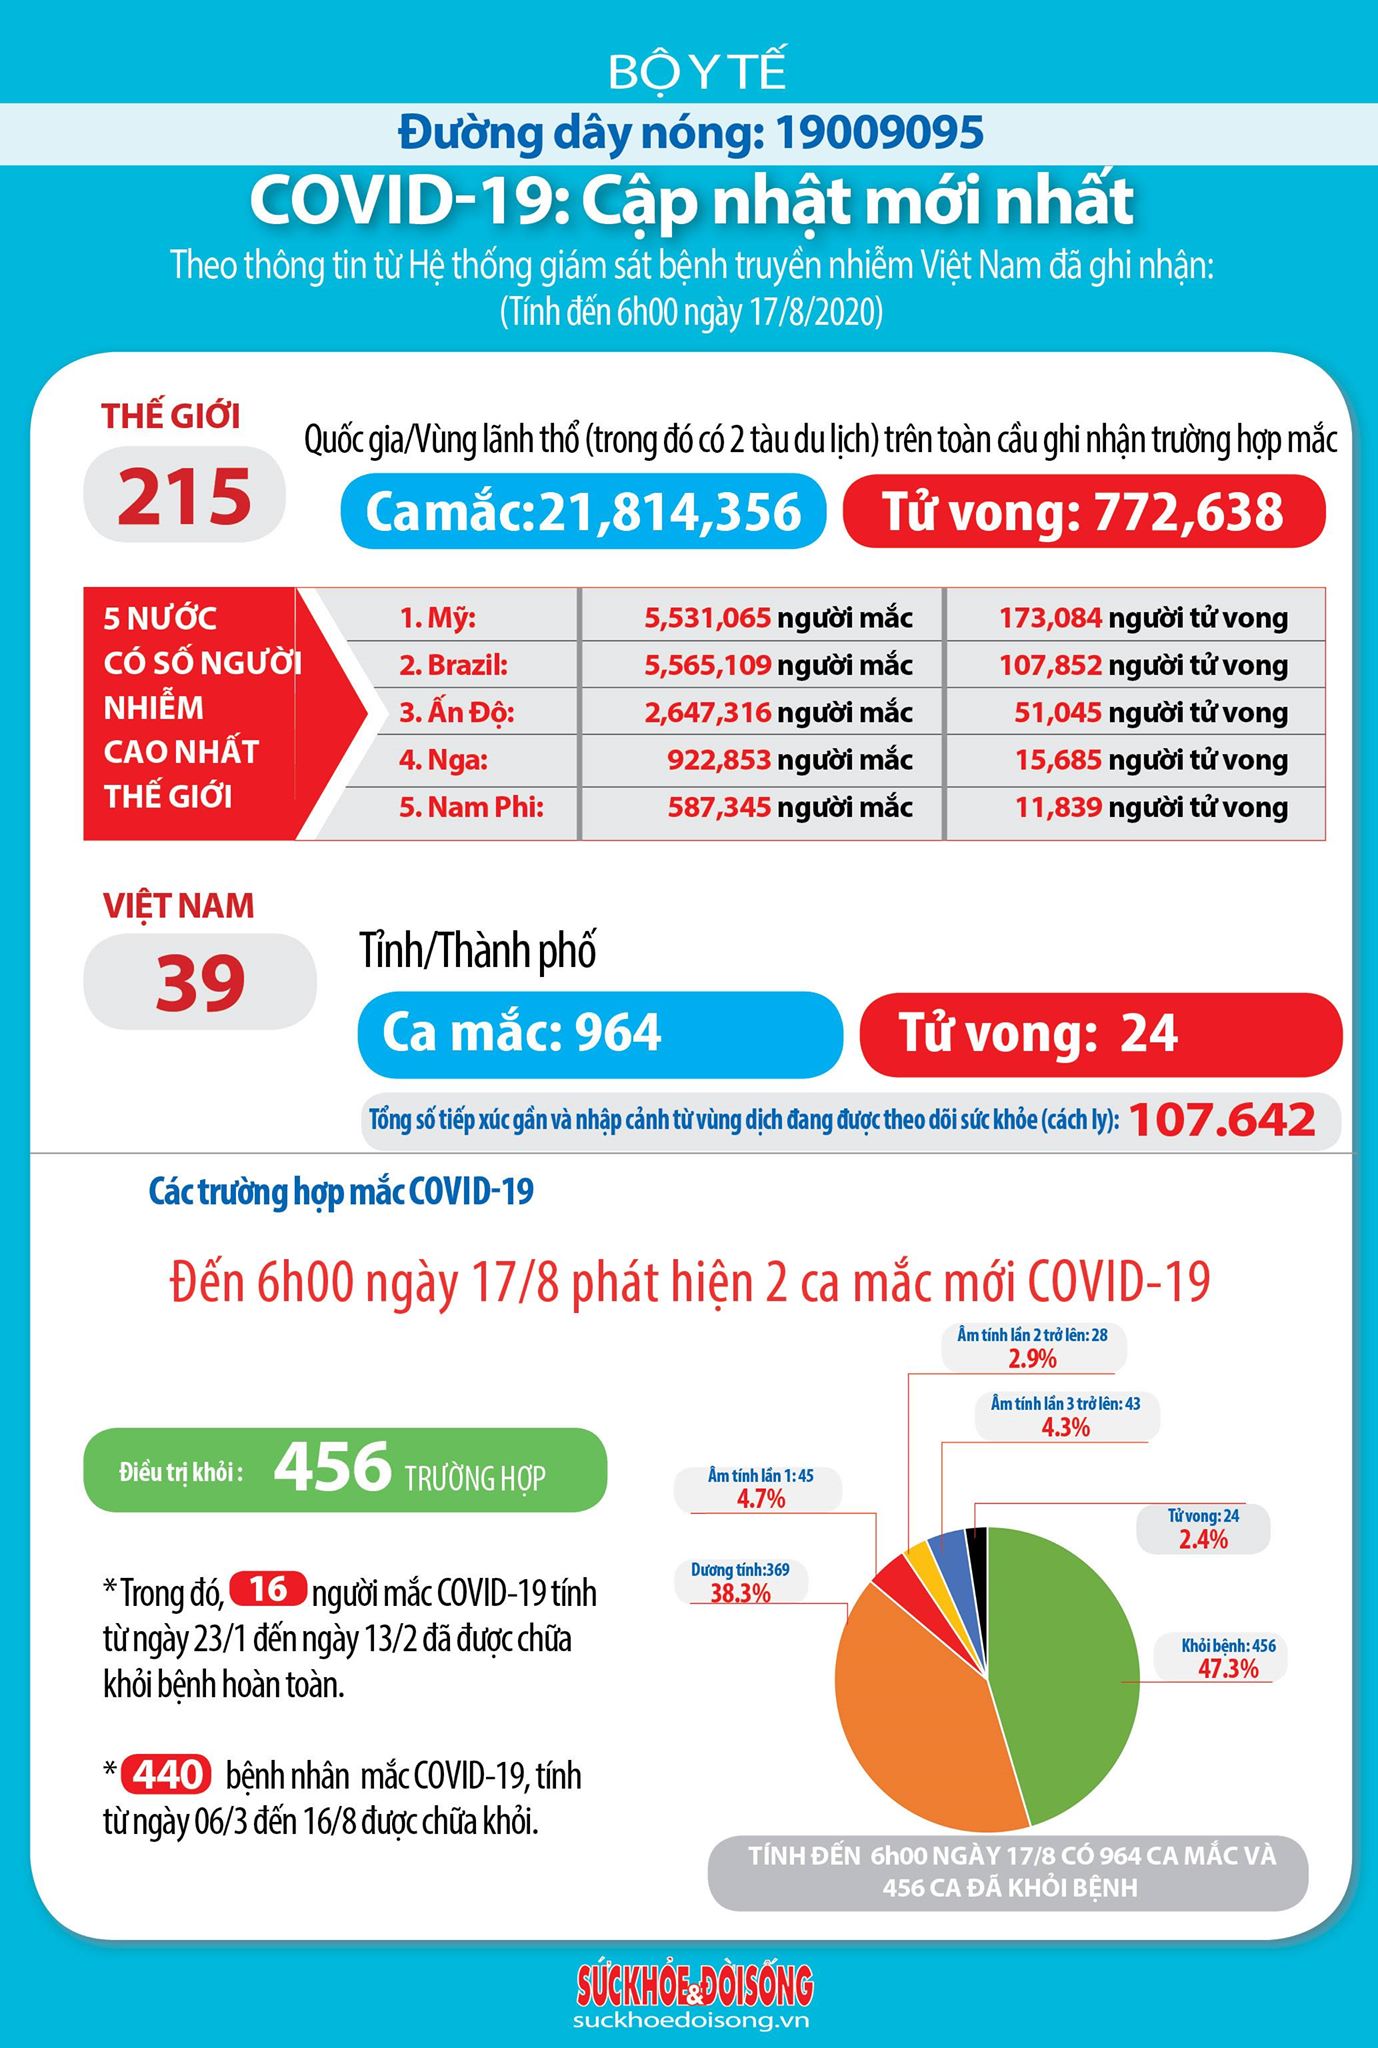 BỘ Y TẾ
Đường dây nóng: 19009095
COVID-19: Cập nhật mới nhất
Theo thông tin từ Hệ thống giám sát bệnh truyền nhiễm Việt Nam đã ghi nhận:
(Tính đến 6h00 ngày 17/8/2020)
THẾ GIỚI
215
Quốc gia/Vùng lãnh thổ (trong đó có 2 tàu du lịch) trên toàn cầu ghi nhận trường hợp mắc
Ca mắc: 21,814,356
Tử vong: 772,638
5 NƯỚC
CÓ SỐ NGƯỜI
NHIỄM
CAO NHẤT
THẾ GIỚI
1. Mỹ: 5,531,065 người mắc 173,084 người tử vong
2. Brazil: 5,565,109 người mắc 107,852 người tử vong
3. Ấn Độ: 2,647,316 người mắc 51,045 người tử vong
4. Nga: 922,853 người mắc 15,685 người tử vong
5. Nam Phi: 587,345 người mắc 11,839 người tử vong
VIỆT NAM
39
Tỉnh/Thành phố
Ca mắc: 964
Tử vong: 24
Tổng số tiếp xúc gần và nhập cảnh từ vùng dịch đang được theo dõi sức khỏe (cách ly): 107.642
Các trường hợp mắc COVID-19
Đến 6h00 ngày 17/8 phát hiện 2 ca mắc mới COVID-19
Điều trị khỏi : 456 TRƯỜNG HỢP
* Trong đó, 16 người mắc COVID-19 tính
từ ngày 23/1 đến ngày 13/2 đã được chữa
khỏi bệnh hoàn toàn.
* 440 bệnh nhân mắc COVID-19, tính
từ ngày 06/3 đến 16/8 được chữa khỏi.
Âm tính lần 2 trở lên: 28
2.9%
Âm tính lần 3 trở lên: 43
4.3%
Âm tính lần 1: 45
4.7%
Tử vong: 24
2.4%
Dương tính:369
38.3%
Khỏi bệnh: 456
47.3%
TÍNH ĐẾN 6h00 NGÀY 17/8 CÓ 964 CA MẮC VÀ
456 CA ĐÃ KHỎI BỆNH
SỨC KHỎE & ĐỜI SỐNG
suckhoedoisong.vn